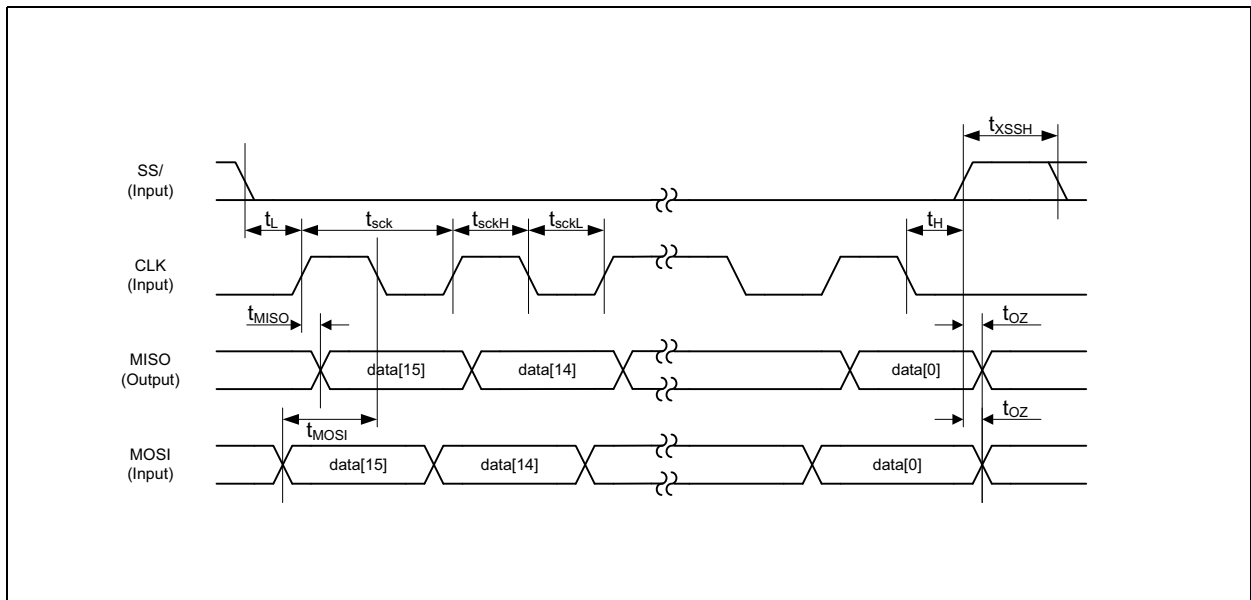 tXSSH
SS/
(Input)
tL
tsck
tsckH
tsckL
tH
CLK
(Input)
tMISO
tOZ
MISO
(Output)
data[15]
data[14]
data[0]
tMOSI
tOZ
MOSI
(Input)
data[15]
data[14]
data[0]